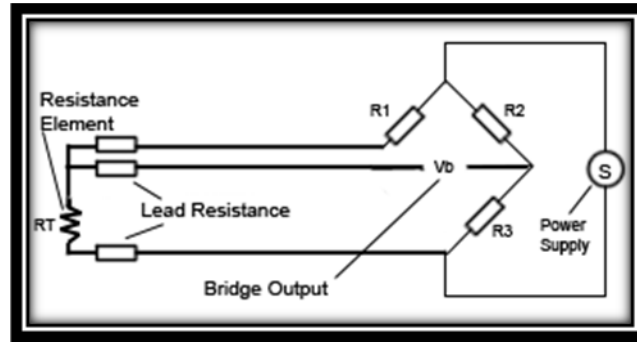 Resistance
Element
R1
R2
Vb
S
Lead Resistance
RT
R3
Power
Supply
Bridge Output